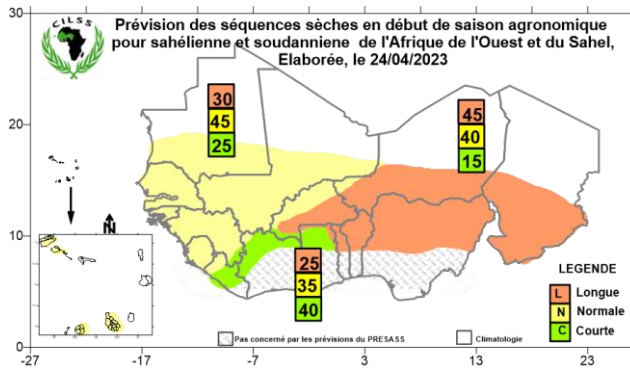 30
CILSS
Prévision des séquences sèches en début de saison agronomique
pour sahélienne et soudanniene de l'Afrique de l'Ouest et du Sahel,
Elaborée, le 24/04/2023
30
45
25
45
40
15
20
N
10
25
35
40
LEGENDE
L Longue
N Normale
C Courte
Pas concerné par les prévisions du PRESASS
Climatologie
0
-27
-17
-7
3
13
23